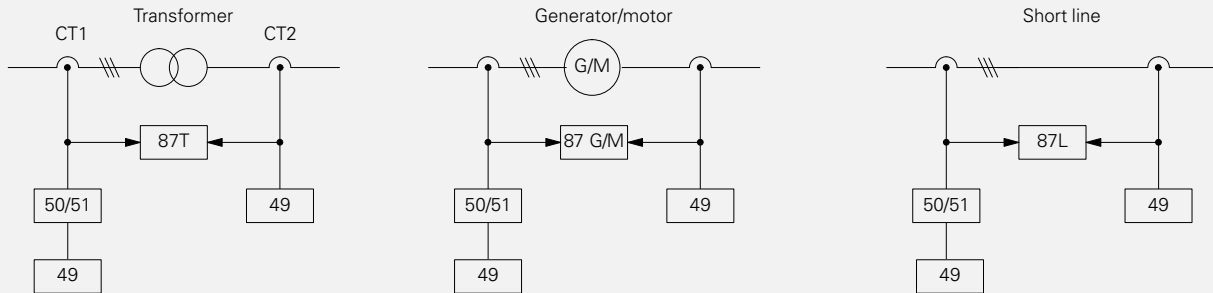 Transformer
CT1
CT2
87T
50/51
49
49
Generator/motor
G/M
87 G/M
50/51
49
49
Short line
87L
50/51
49
49